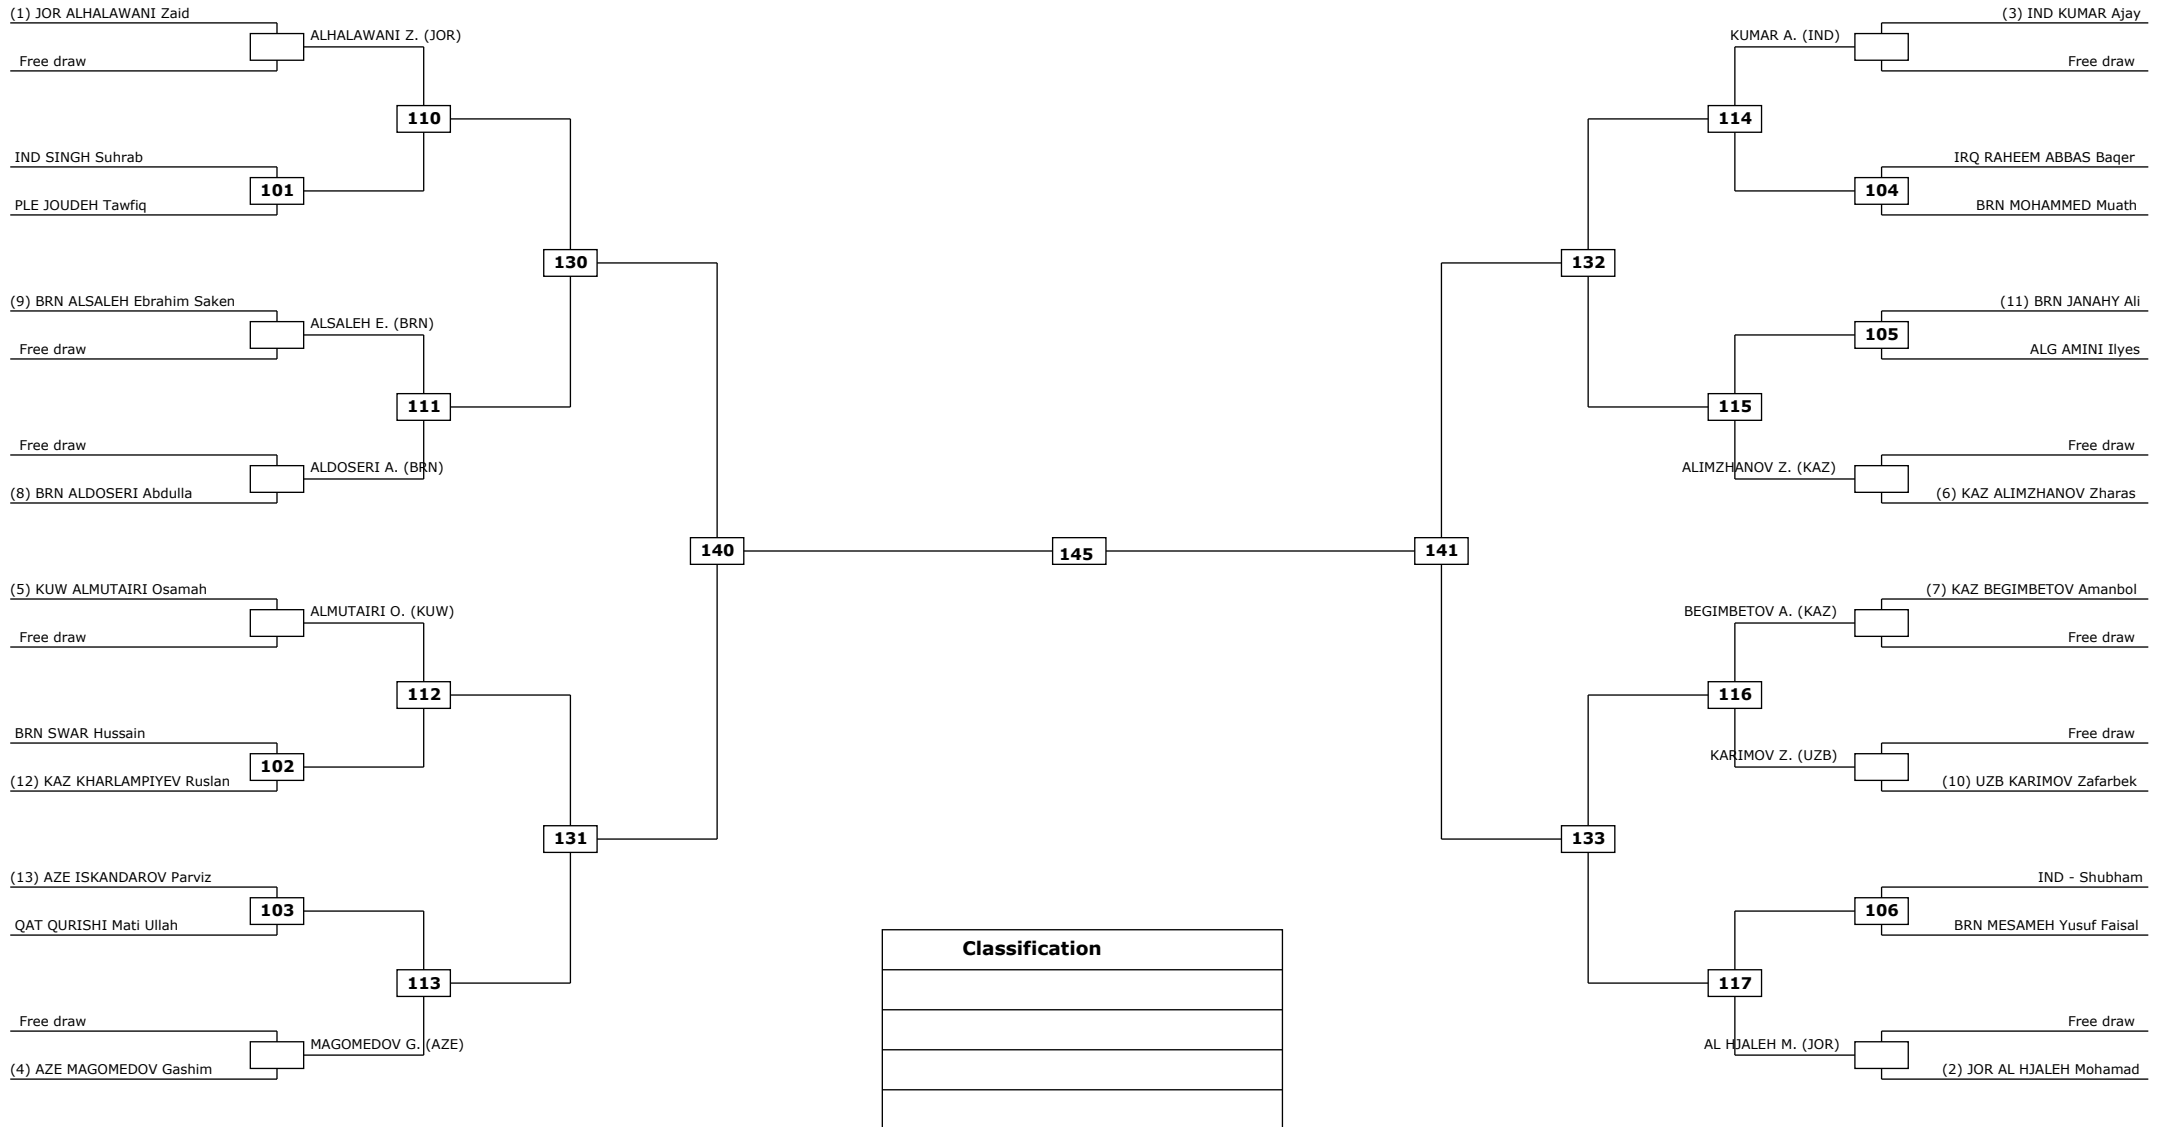 (1) JOR ALHALAWANI Zaid
ALHALAWANI Z. (JOR)
Free draw
110
IND SINGH Suhrab
101
PLE JOUDEH Tawfiq
130
(9) BRN ALSALEH Ebrahim Saken
ALSALEH E. (BRN)
Free draw
111
Free draw
ALDOSERI A. (BRN)
(8) BRN ALDOSERI Abdulla
140
(5) KUW ALMUTAIRI Osamah
ALMUTAIRI O. (KUW)
Free draw
112
BRN SWAR Hussain
102
(12) KAZ KHARLAMPIYEV Ruslan
131
(13) AZE ISKANDAROV Parviz
103
QAT QURISHI Mati Ullah
113
Free draw
MAGOMEDOV G. (AZE)
(4) AZE MAGOMEDOV Gashim
145
(3) IND KUMAR Ajay
KUMAR A. (IND)
Free draw
114
IRQ RAHEEM ABBAS Baqer
104
BRN MOHAMMED Muath
132
(11) BRN JANAHY Ali
105
ALG AMINI Ilyes
115
Free draw
ALIMZHANOV Z. (KAZ)
(6) KAZ ALIMZHANOV Zharas
141
(7) KAZ BEGIMBETOV Amanbol
BEGIMBETOV A. (KAZ)
Free draw
116
Free draw
KARIMOV Z. (UZB)
(10) UZB KARIMOV Zafarbek
133
IND - Shubham
106
BRN MESAMEH Yusuf Faisal
117
Free draw
AL HJALEH M. (JOR)
(2) JOR AL HJALEH Mohamad
Classification